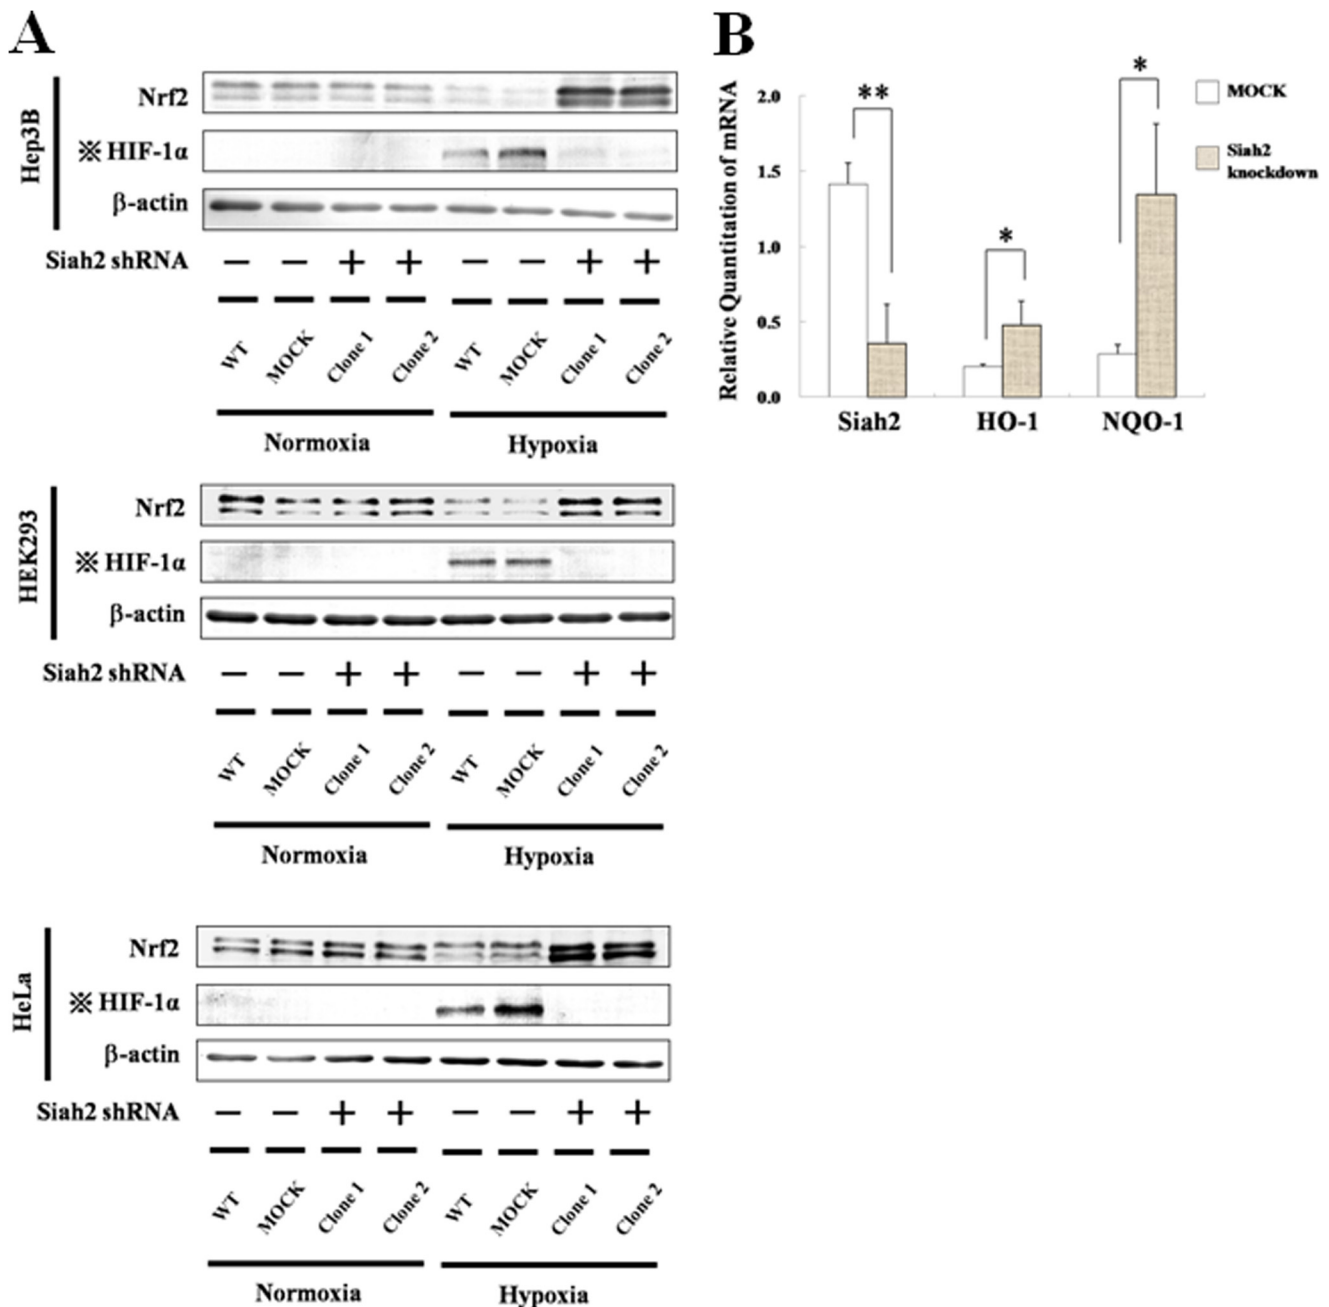 A
Hep3B
Nrf2
※ HIF-1α
β-actin
Siah2 shRNA − − + + − − + +
WT MOCK Clone 1 Clone 2 WT MOCK Clone 1 Clone 2
Normoxia Hypoxia
HEK293
Nrf2
※ HIF-1α
β-actin
Siah2 shRNA − − + + − − + +
WT MOCK Clone 1 Clone 2 WT MOCK Clone 1 Clone 2
Normoxia Hypoxia
HeLa
Nrf2
※ HIF-1α
β-actin
Siah2 shRNA − − + + − − + +
WT MOCK Clone 1 Clone 2 WT MOCK Clone 1 Clone 2
Normoxia Hypoxia
B
Relative Quantitation of mRNA
2.0
1.5
1.0
0.5
0.0
** * *
Siah2 HO-1 NQO-1
MOCK
Siah2
knockdown